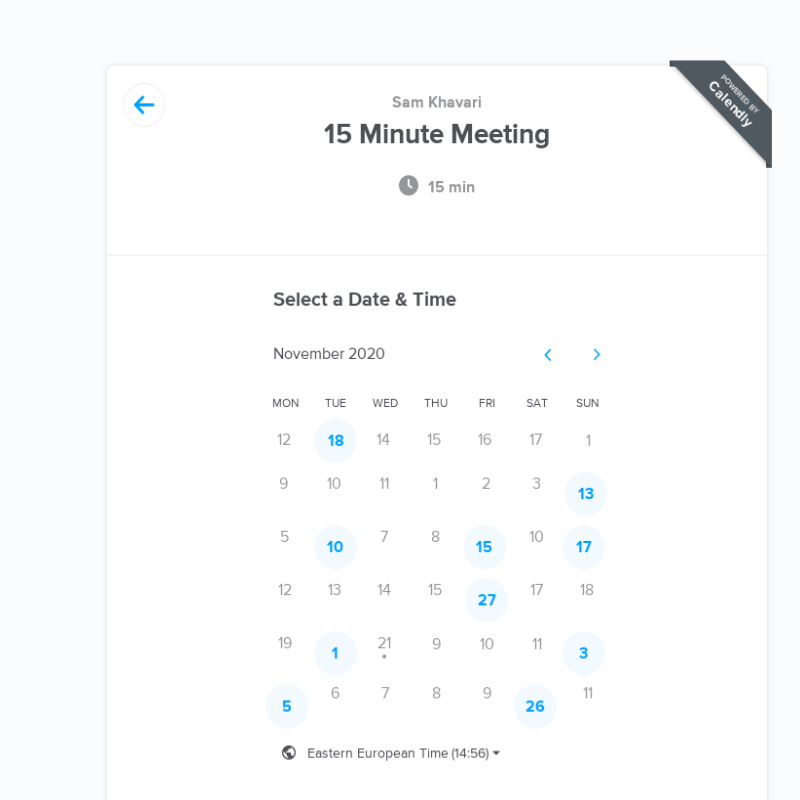 POWERED BY
Calendly
Sam Khavari
15 Minute Meeting
15 min
Select a Date & Time
November 2020
MON TUE WED THU FRI SAT SUN
12 18 14 15 16 17 1
9 10 11 1 2 3 13
5 10 7 8 15 10 17
12 13 14 15 27 17 18
19 1 21 9 10 11 3
5 6 7 8 9 26 11
Eastern European Time (14:56)